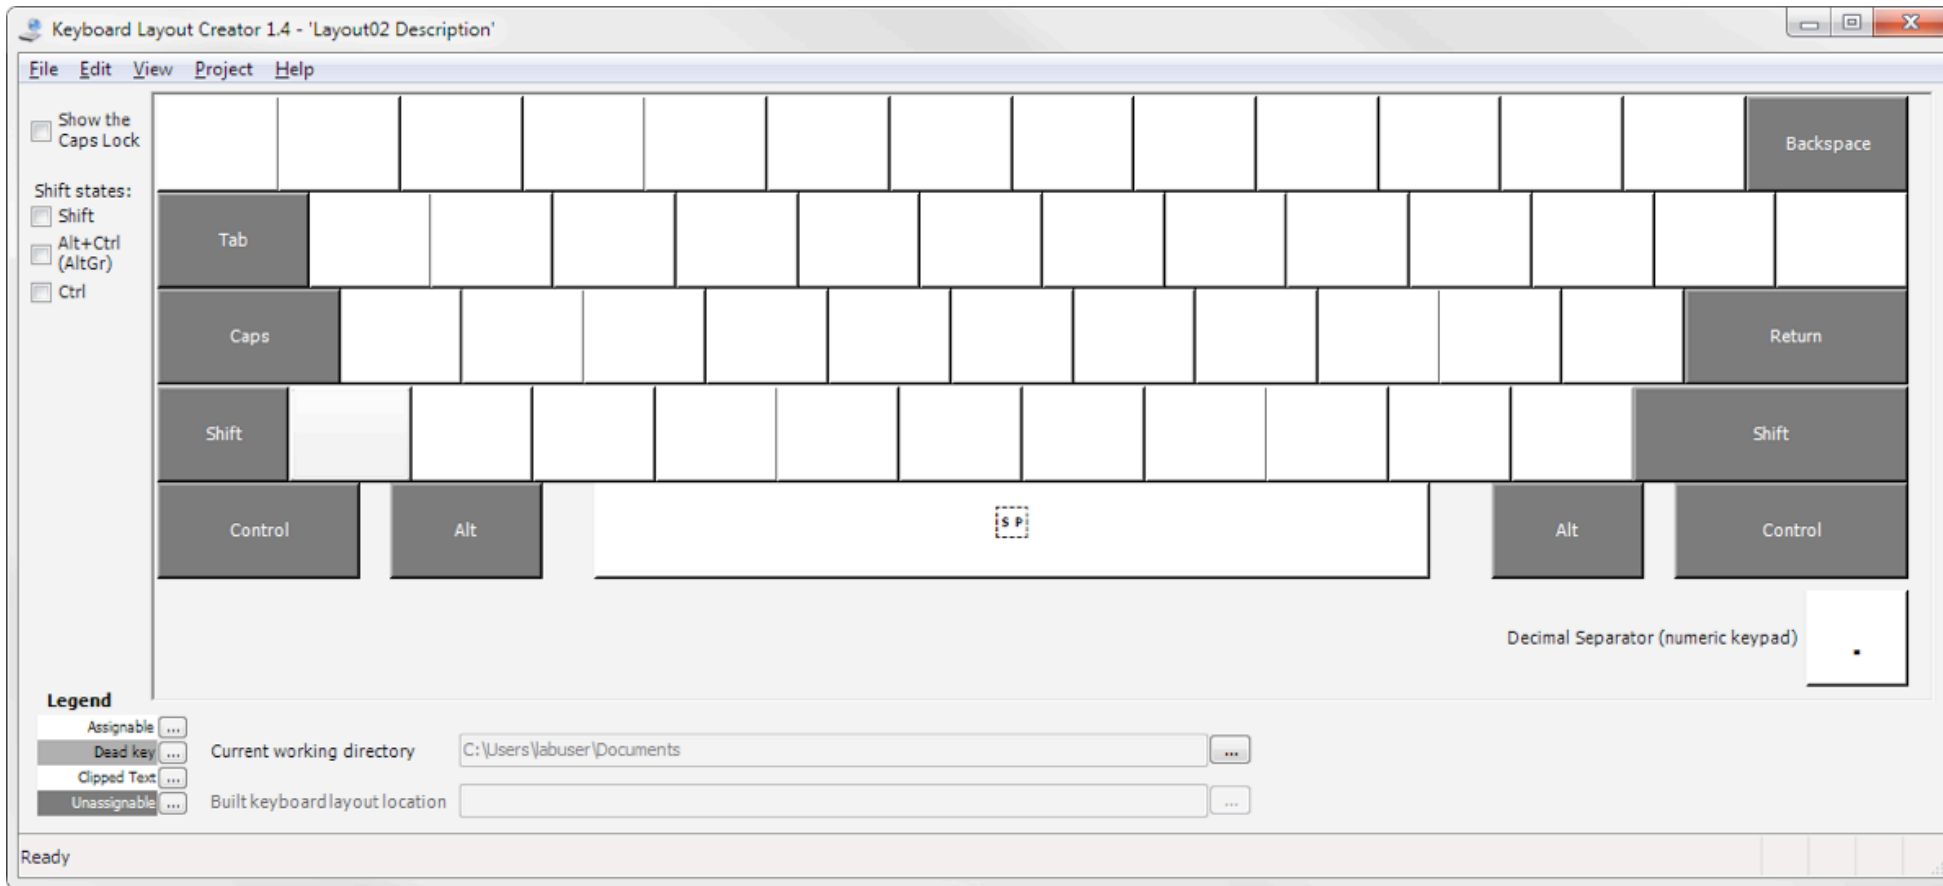 Keyboard Layout Creator 1.4 - 'Layout02 Description'
File Edit View Project Help
Show the
Caps Lock
Shift states:
Shift
Alt+Ctrl
(AltGr)
Ctrl
Backspace
Tab
Caps
Return
Shift
Shift
Control
Alt
SP
Alt
Control
Decimal Separator (numeric keypad)
.
Legend
Assignable ...
Dead key ...
Clipped Text ...
Unassignable ...
Current working directory C:\Users\labuser\Documents ...
Built keyboard layout location ...
Ready